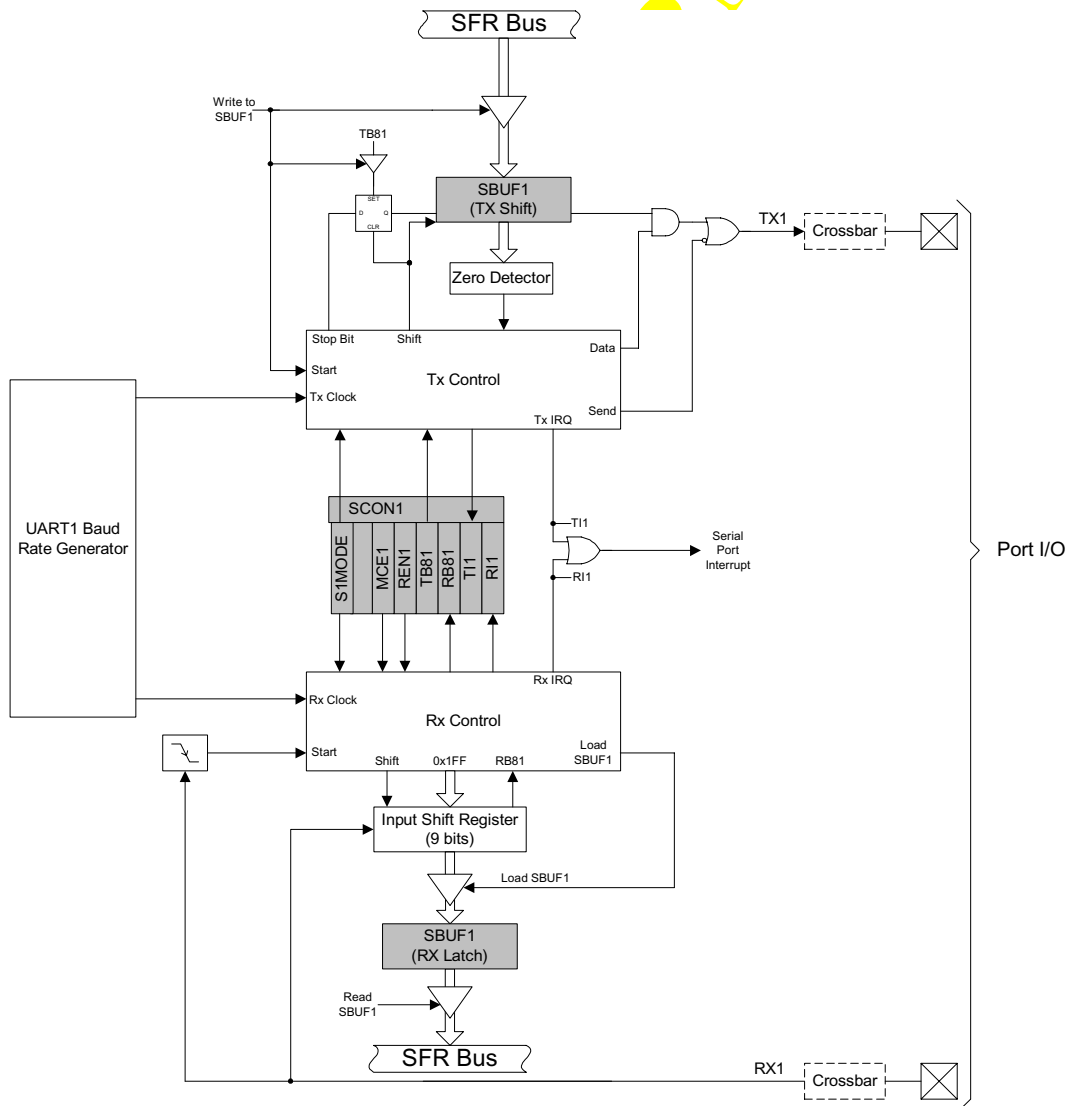 SFR Bus
Write to
SBUF1
TB81
SET
D
Q
CLR
SBUF1
(TX Shift)
Zero Detector
TX1
Crossbar
Stop Bit
Shift
Start
Tx Clock
Tx Control
Data
Send
Tx IRQ
UART1 Baud
Rate Generator
SCON1
S1MODE
MCE1
REN1
TB81
RB81
TI1
RI1
TI1
RI1
Serial
Port
Interrupt
Port I/O
Rx IRQ
Rx Clock
Rx Control
Start
Shift
0x1FF
RB81
Load
SBUF1
Input Shift Register
(9 bits)
Load SBUF1
SBUF1
(RX Latch)
Read
SBUF1
SFR Bus
RX1
Crossbar